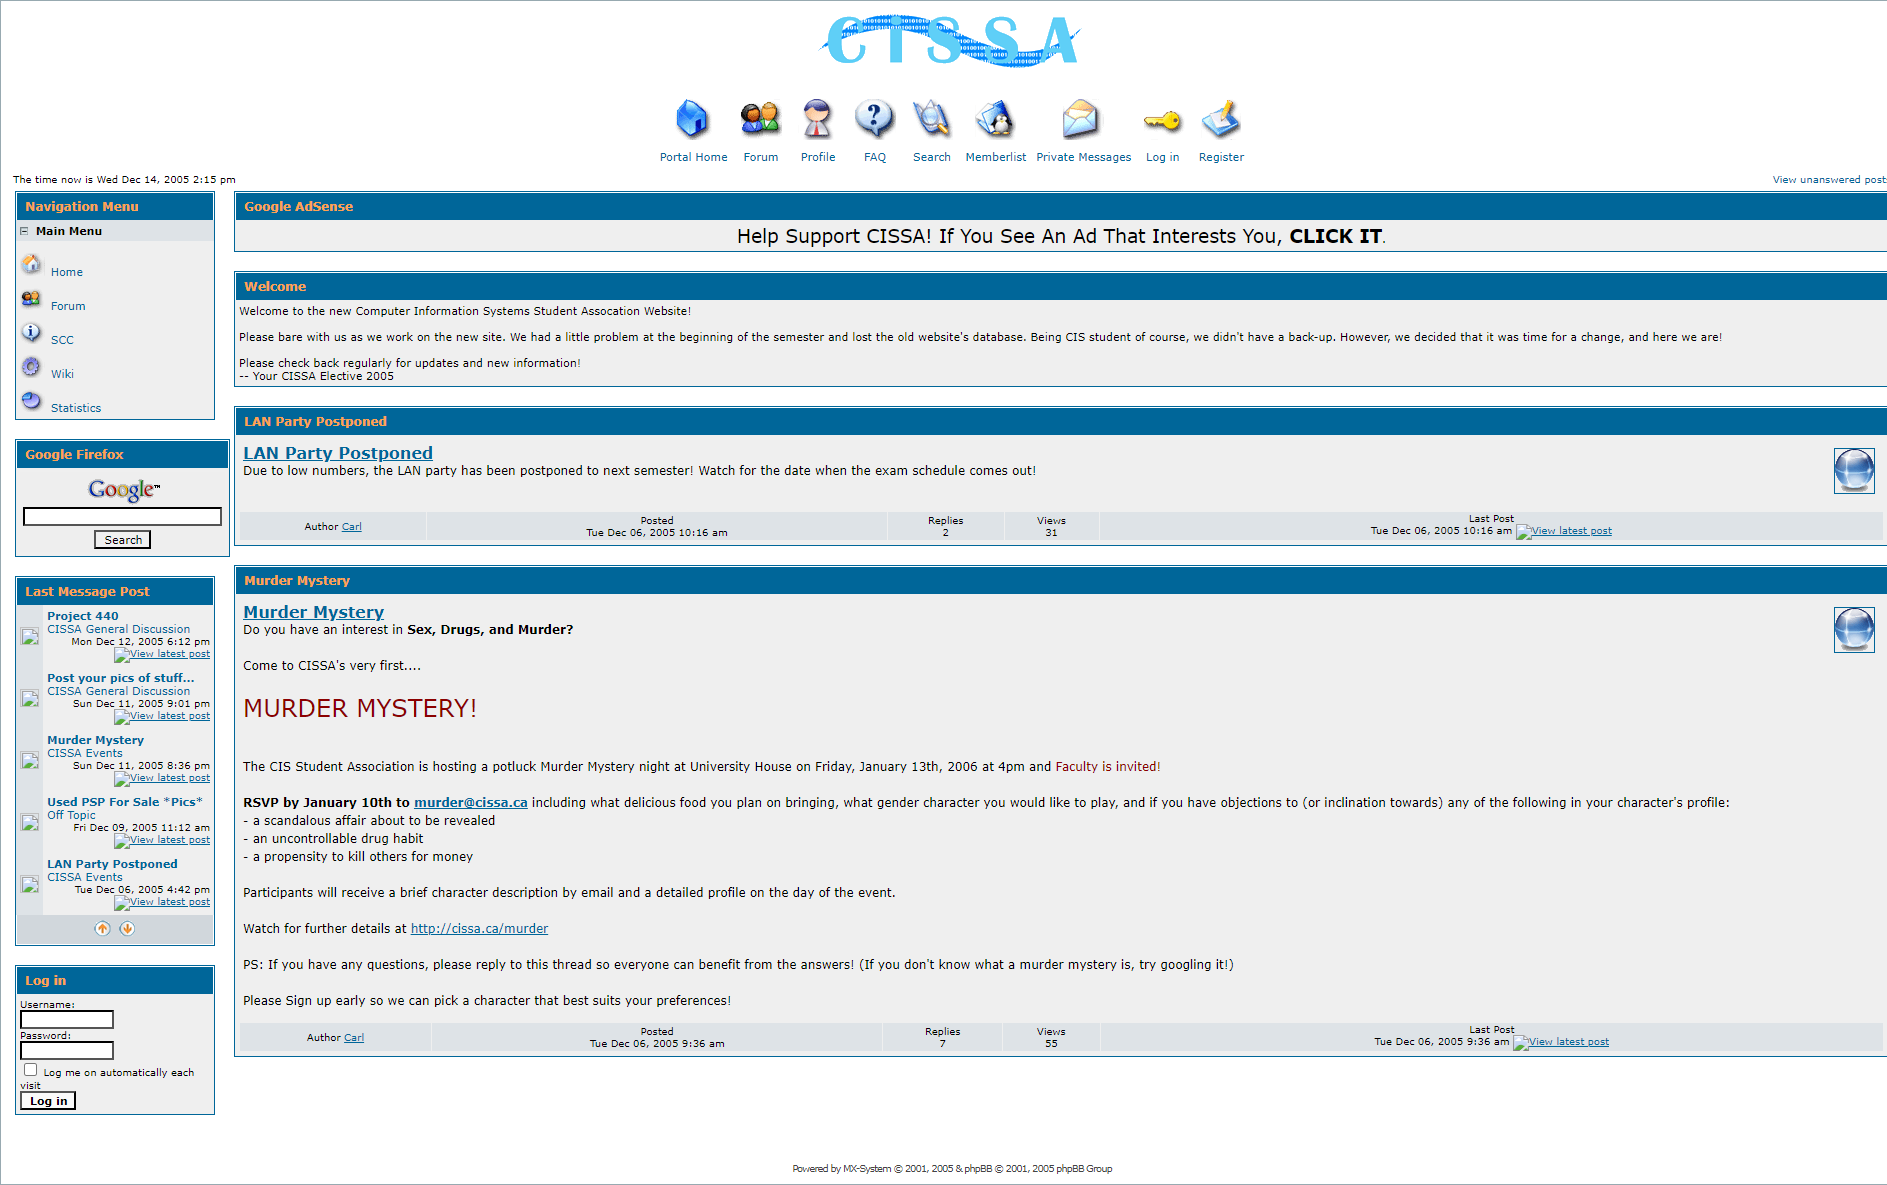 CISSA
Portal Home Forum Profile FAQ Search Memberlist Private Messages Log in Register
The time now is Wed Dec 14, 2005 2:15 pm
View unanswered post
Navigation Menu
Main Menu
Home
Forum
SCC
Wiki
Statistics
Google Firefox
Google™
Search
Last Message Post
Project 440
CISSA General Discussion
Mon Dec 12, 2005 6:12 pm
View latest post
Post your pics of stuff...
CISSA General Discussion
Sun Dec 11, 2005 9:01 pm
View latest post
Murder Mystery
CISSA Events
Sun Dec 11, 2005 8:36 pm
View latest post
Used PSP For Sale *Pics*
Off Topic
Fri Dec 09, 2005 11:12 am
View latest post
LAN Party Postponed
CISSA Events
Tue Dec 06, 2005 4:42 pm
View latest post
Log in
Username:
Password:
Log me on automatically each
visit
Log in
Google AdSense
Help Support CISSA! If You See An Ad That Interests You, CLICK IT.
Welcome
Welcome to the new Computer Information Systems Student Assocation Website!
Please bare with us as we work on the new site. We had a little problem at the beginning of the semester and lost the old website's database. Being CIS student of course, we didn't have a back-up. However, we decided that it was time for a change, and here we are!
Please check back regularly for updates and new information!
-- Your CISSA Elective 2005
LAN Party Postponed
LAN Party Postponed
Due to low numbers, the LAN party has been postponed to next semester! Watch for the date when the exam schedule comes out!
Author Carl
Posted
Tue Dec 06, 2005 10:16 am
Replies
2
Views
31
Last Post
Tue Dec 06, 2005 10:16 am View latest post
Murder Mystery
Murder Mystery
Do you have an interest in Sex, Drugs, and Murder?
Come to CISSA's very first....
MURDER MYSTERY!
The CIS Student Association is hosting a potluck Murder Mystery night at University House on Friday, January 13th, 2006 at 4pm and Faculty is invited!
RSVP by January 10th to murder@cissa.ca including what delicious food you plan on bringing, what gender character you would like to play, and if you have objections to (or inclination towards) any of the following in your character's profile:
- a scandalous affair about to be revealed
- an uncontrollable drug habit
- a propensity to kill others for money
Participants will receive a brief character description by email and a detailed profile on the day of the event.
Watch for further details at http://cissa.ca/murder
PS: If you have any questions, please reply to this thread so everyone can benefit from the answers! (If you don't know what a murder mystery is, try googling it!)
Please Sign up early so we can pick a character that best suits your preferences!
Author Carl
Posted
Tue Dec 06, 2005 9:36 am
Replies
7
Views
55
Last Post
Tue Dec 06, 2005 9:36 am View latest post
Powered by MX-System © 2001, 2005 & phpBB © 2001, 2005 phpBB Group